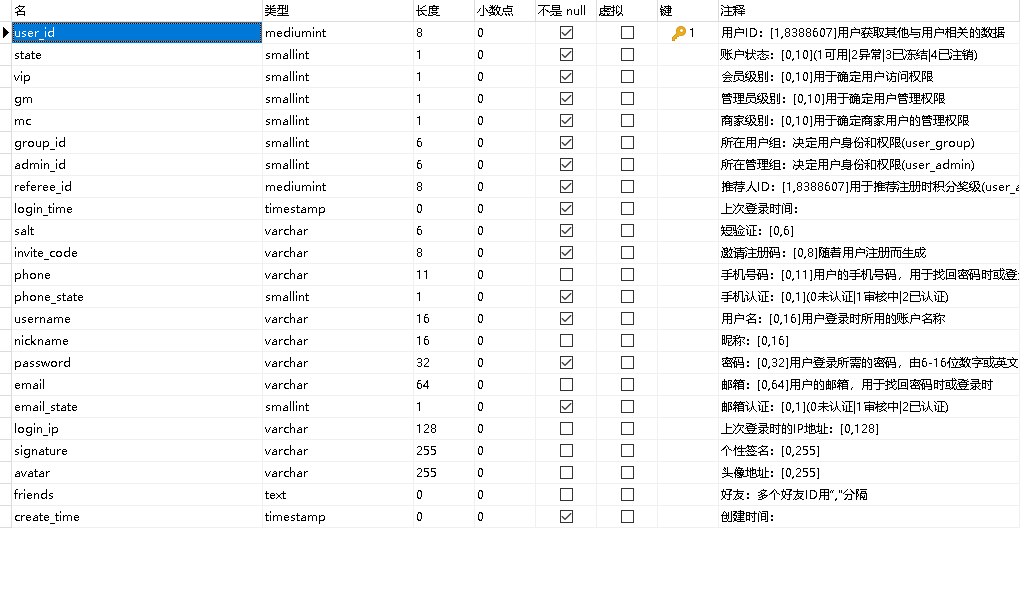 名 类型 长度 小数点 不是 null 虚拟 键 注释
user_id mediumint 8 0 1 用户ID：[1,8388607]用户获取其他与用户相关的数据
state smallint 1 0 账户状态：[0,10](1可用|2异常|3已冻结|4已注销)
vip smallint 1 0 会员级别：[0,10]用于确定用户访问权限
gm smallint 1 0 管理员级别：[0,10]用于确定用户管理权限
mc smallint 1 0 商家级别：[0,10]用于确定商家用户的管理权限
group_id smallint 6 0 所在用户组：决定用户身份和权限(user_group)
admin_id smallint 6 0 所在管理组：决定用户身份和权限(user_admin)
referee_id mediumint 8 0 推荐人ID：[1,8388607]用于推荐注册时积分奖级(user_a
login_time timestamp 0 0 上次登录时间：
salt varchar 6 0 短验证：[0,6]
invite_code varchar 8 0 邀请注册码：[0,8]随着用户注册而生成
phone varchar 11 0 手机号码：[0,11]用户的手机号码，用于找回密码时或登
phone_state smallint 1 0 手机认证：[0,1](0未认证|1审核中|2已认证)
username varchar 16 0 用户名：[0,16]用户登录时所用的账户名称
nickname varchar 16 0 昵称：[0,16]
password varchar 32 0 密码：[0,32]用户登录所需的密码，由6-16位数字或英文
email varchar 64 0 邮箱：[0,64]用户的邮箱，用于找回密码时或登录时
email_state smallint 1 0 邮箱认证：[0,1](0未认证|1审核中|2已认证)
login_ip varchar 128 0 上次登录时的IP地址：[0,128]
signature varchar 255 0 个性签名：[0,255]
avatar varchar 255 0 头像地址：[0,255]
friends text 0 0 好友：多个好友ID用“,”分隔
create_time timestamp 0 0 创建时间：